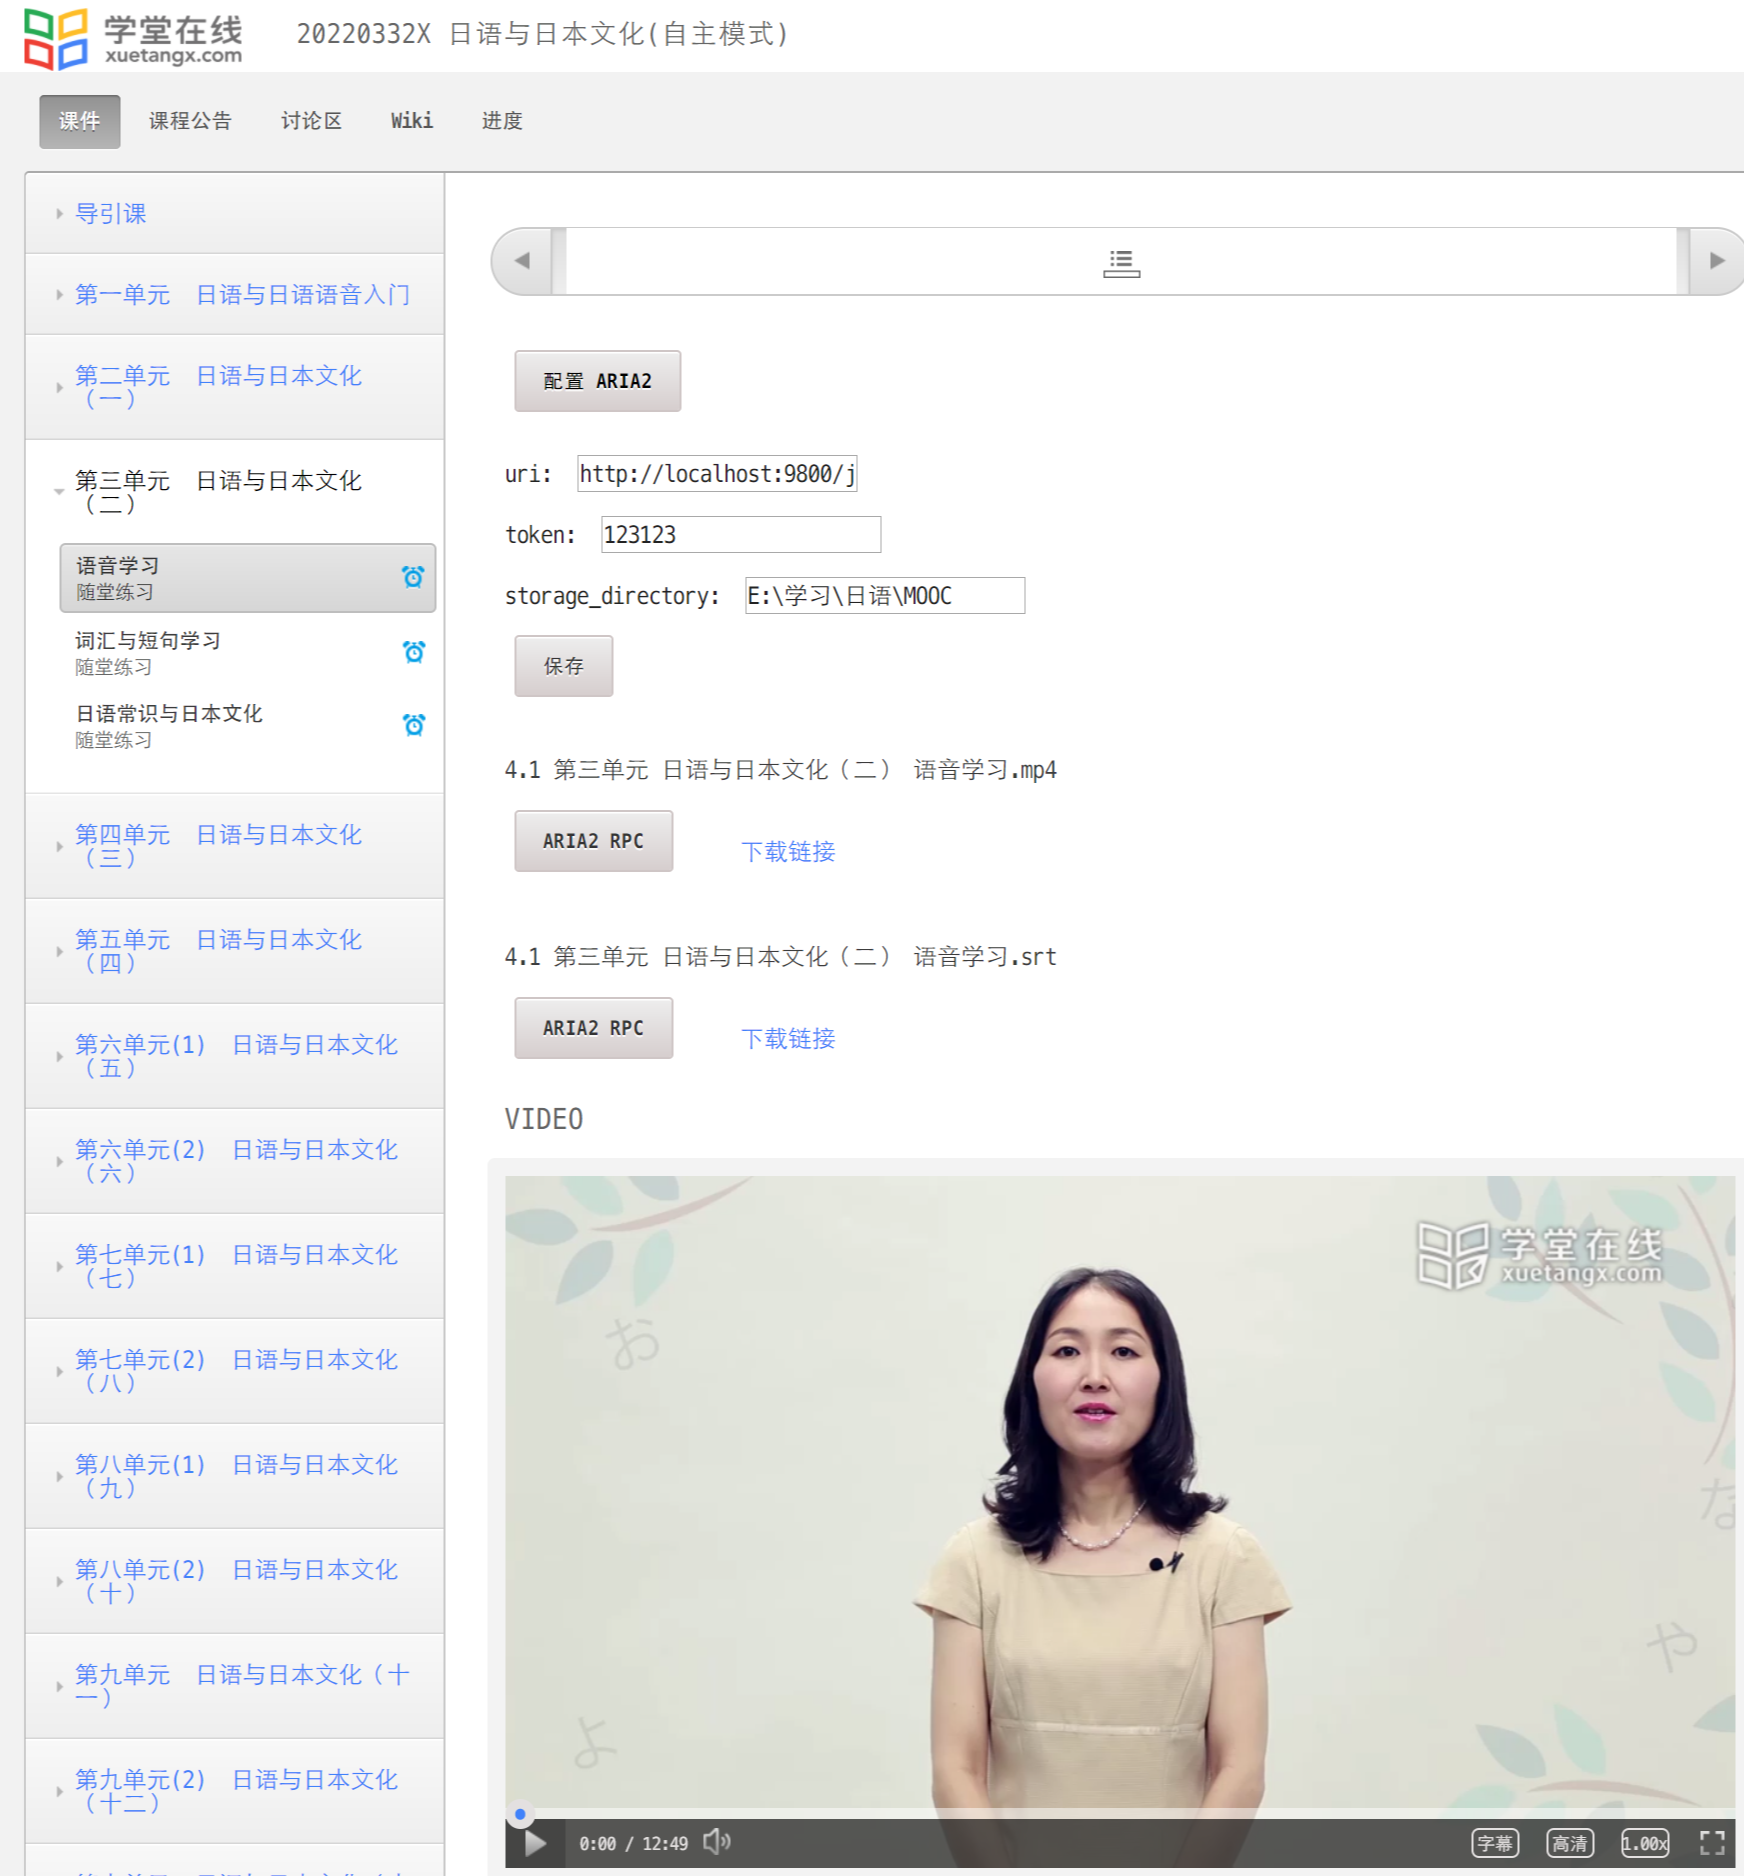 学堂在线
xuetangx.com
20220332X 日语与日本文化(自主模式)
课件
课程公告
讨论区
Wiki
进度
导引课
第一单元 日语与日语语音入门
第二单元 日语与日本文化
（一）
第三单元 日语与日本文化
（二）
语音学习
随堂练习
词汇与短句学习
随堂练习
日语常识与日本文化
随堂练习
第四单元 日语与日本文化
（三）
第五单元 日语与日本文化
（四）
第六单元(1) 日语与日本文化
（五）
第六单元(2) 日语与日本文化
（六）
第七单元(1) 日语与日本文化
（七）
第七单元(2) 日语与日本文化
（八）
第八单元(1) 日语与日本文化
（九）
第八单元(2) 日语与日本文化
（十）
第九单元 日语与日本文化（十
一）
第九单元(2) 日语与日本文化
（十二）
配置 ARIA2
uri: http://localhost:9800/j
token: 123123
storage_directory: E:\学习\日语\MOOC
保存
4.1 第三单元 日语与日本文化（二） 语音学习.mp4
ARIA2 RPC
下载链接
4.1 第三单元 日语与日本文化（二） 语音学习.srt
ARIA2 RPC
下载链接
VIDEO
学堂在线
xuetangx.com
お
な
や
よ
0:00 / 12:49
字幕
高清
1.00x